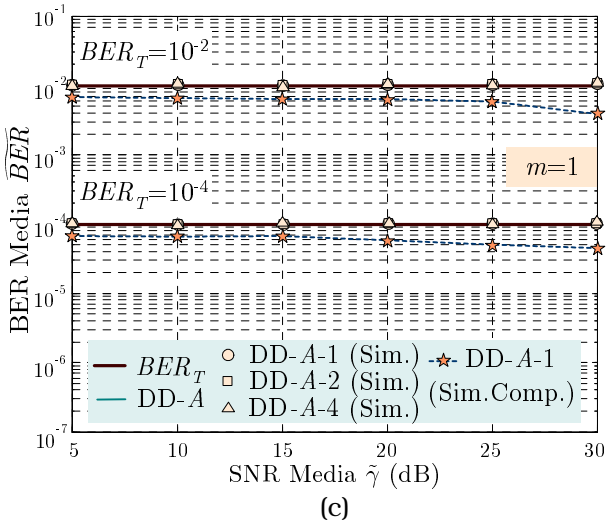 10^-1
BER_T=10^-2
10^-2
10^-3
m=1
BER_T=10^-4
10^-4
BER Media \widetilde{BER}
10^-5
10^-6
10^-7
BER_T
DD-A
DD-A-1 (Sim.)
DD-A-2 (Sim.)
DD-A-4 (Sim.)
DD-A-1
(Sim.Comp.)
5 10 15 20 25 30
SNR Media γ̃ (dB)
(c)